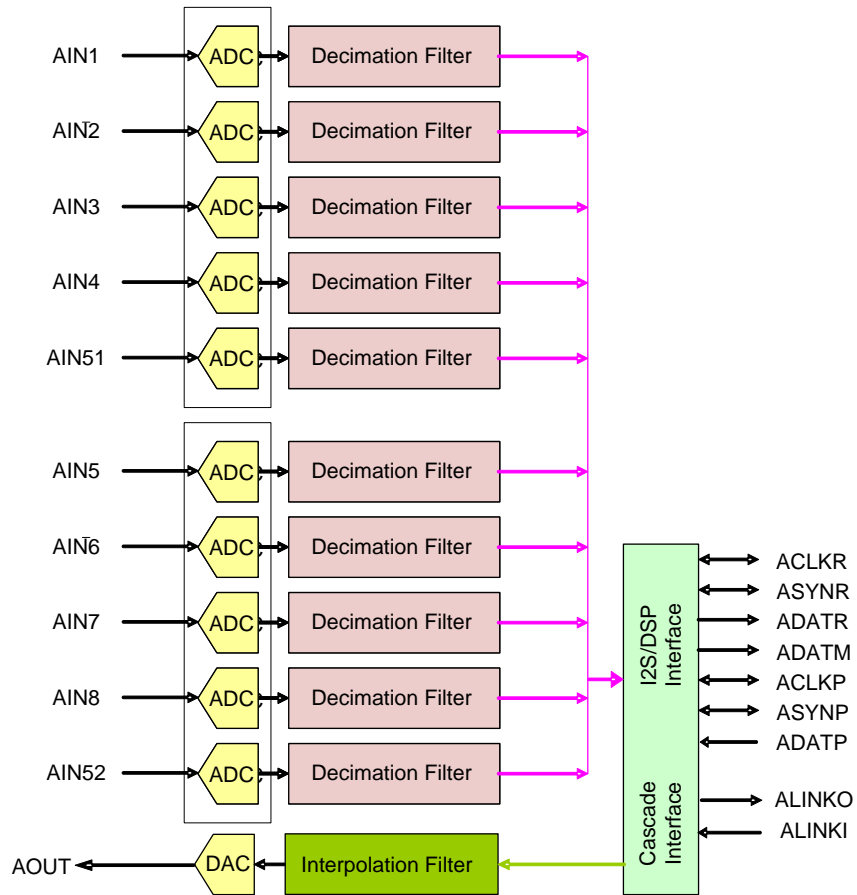 AIN1 ADC Decimation Filter
AIN2 ADC Decimation Filter
AIN3 ADC Decimation Filter
AIN4 ADC Decimation Filter
AIN51 ADC Decimation Filter
AIN5 ADC Decimation Filter
AIN6 ADC Decimation Filter
AIN7 ADC Decimation Filter
AIN8 ADC Decimation Filter
AIN52 ADC Decimation Filter
AOUT DAC Interpolation Filter
I2S/DSP
Interface
Cascade
Interface
ACLKR
ASYNR
ADATR
ADATM
ACLKP
ASYNP
ADATP
ALINKO
ALINKI